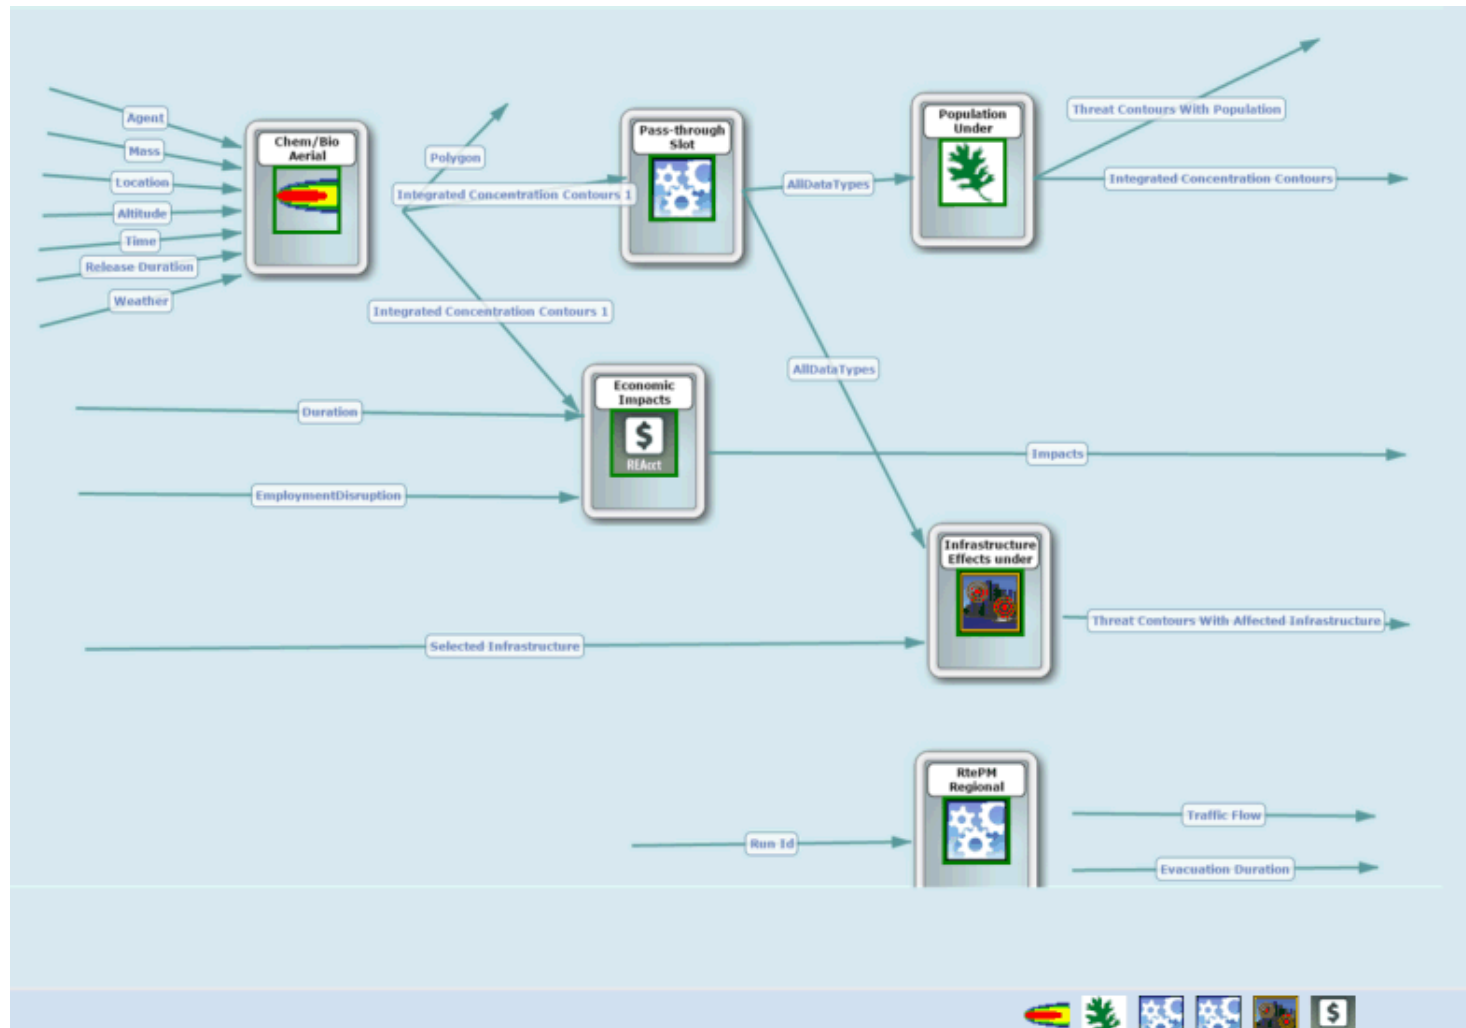 Agent
Mass
Location
Altitude
Time
Release Duration
Weather
Chem/Bio
Aerial
Polygon
Integrated Concentration Contours 1
Integrated Concentration Contours 1
Pass-through
Slot
AllDataTypes
AllDataTypes
Population
Under
Threat Contours With Population
Integrated Concentration Contours
Duration
EmploymentDisruption
Economic
Impacts
$
REAcct
Impacts
Selected Infrastructure
Infrastructure
Effects under
Threat Contours With Affected Infrastructure
Run Id
RtePM
Regional
Traffic Flow
Evacuation Duration
$